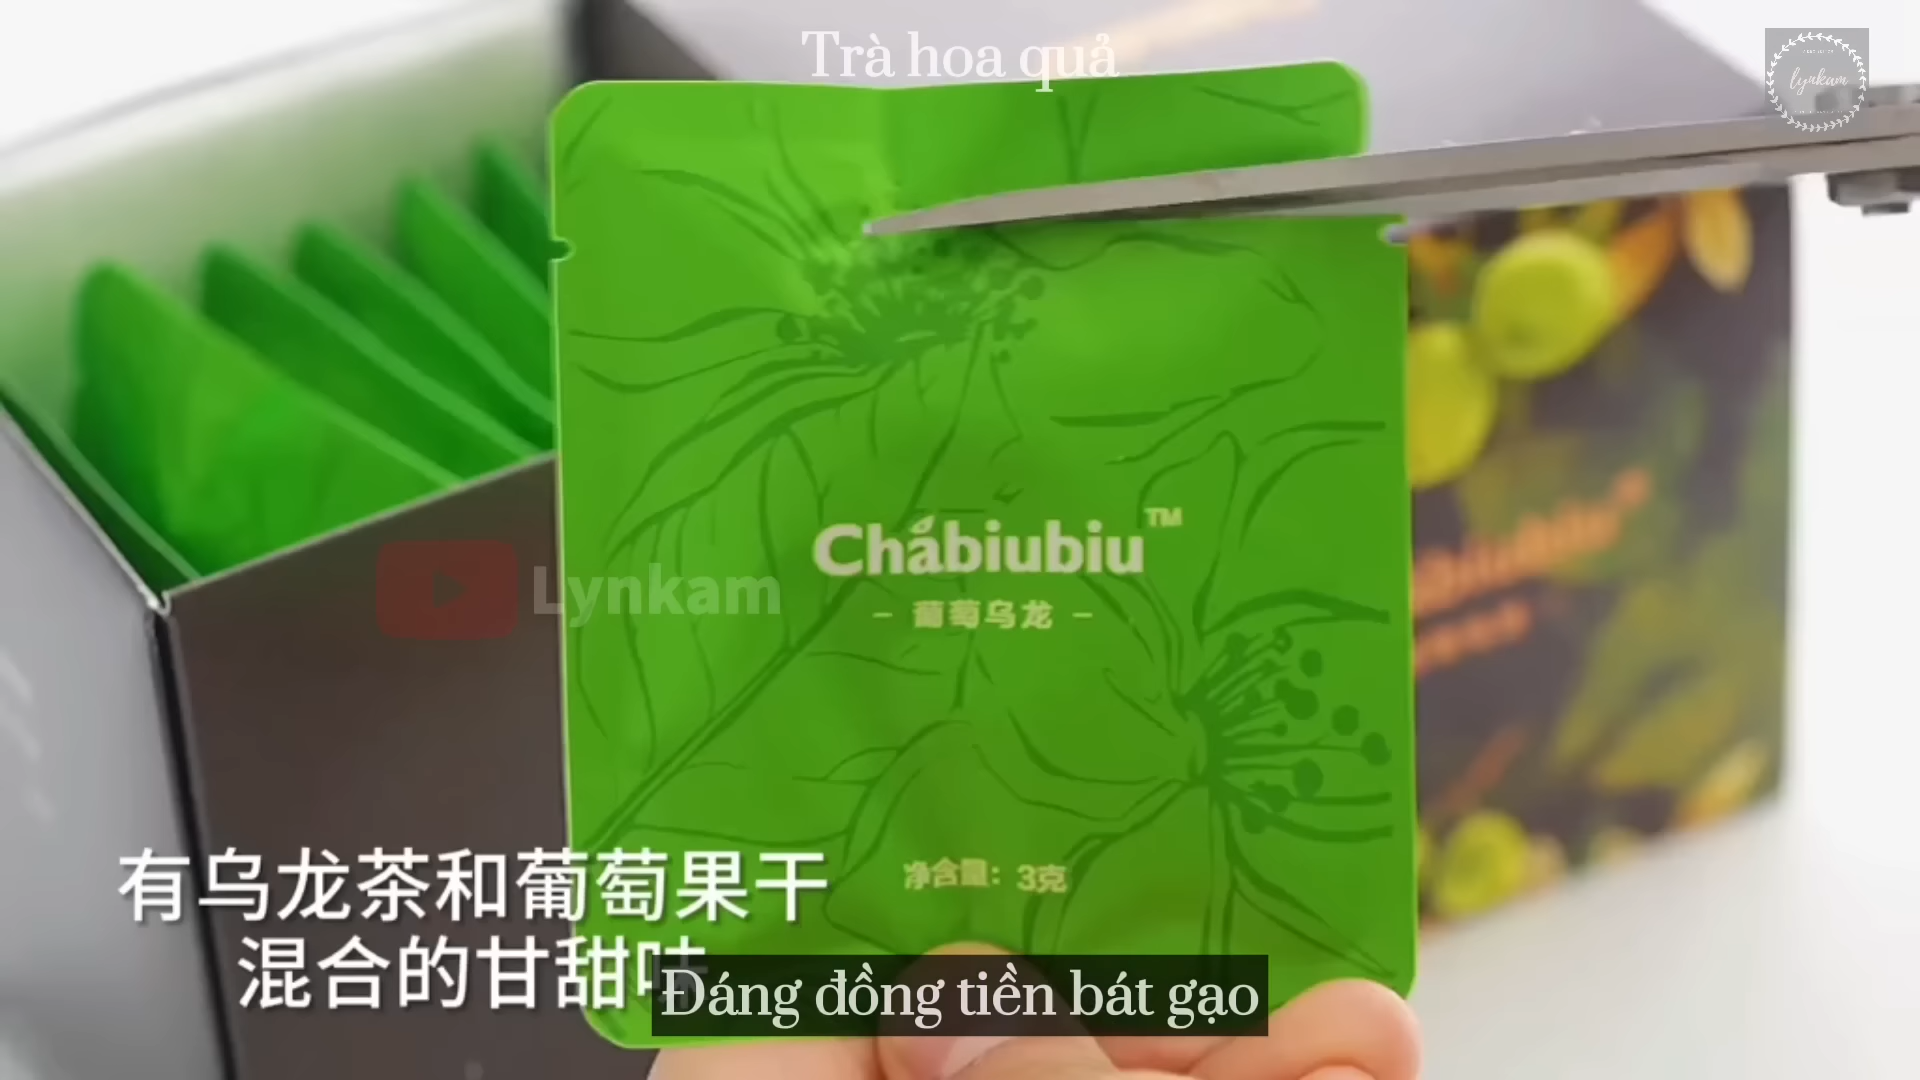 Trà hoa quả
lynkam
Chábiubiu™
- 葡萄乌龙 -
Lynkam
净含量：3克
有乌龙茶和葡萄果干
混合的甘甜味
Đáng đồng tiền bát gạo